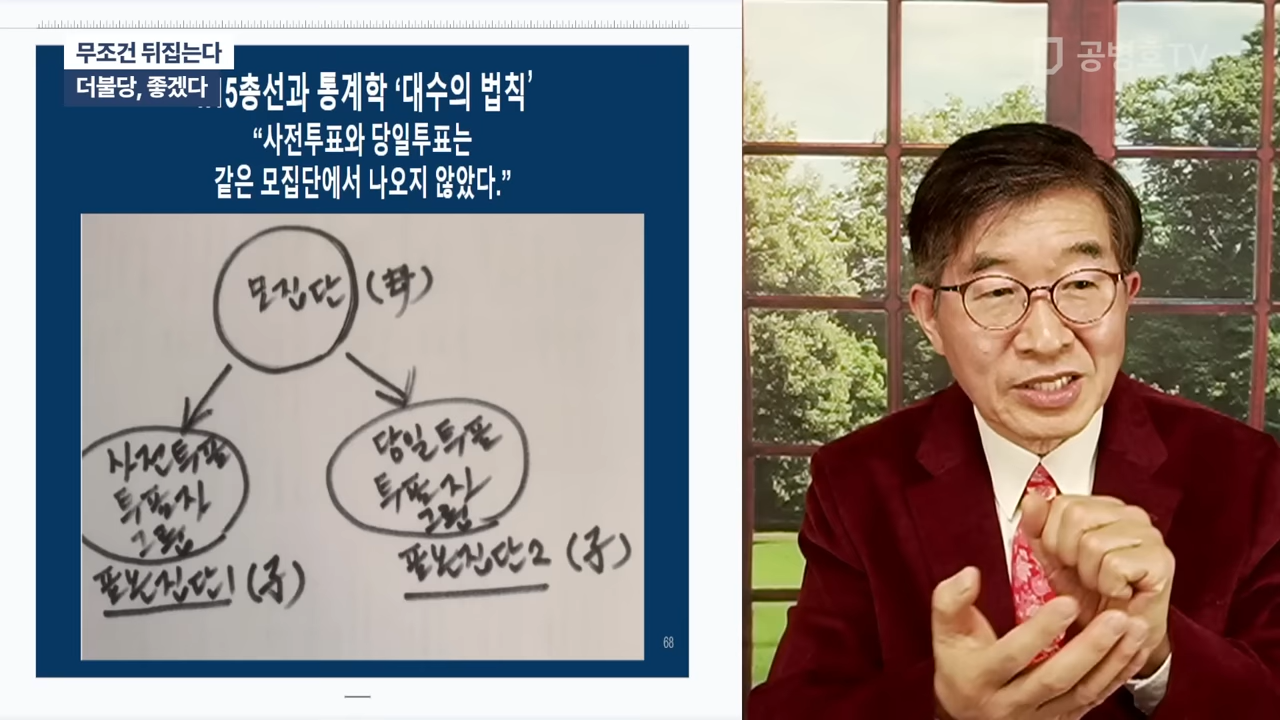 무조건 뒤집는다
더불당, 좋겠다
15총선과 통계학 ‘대수의 법칙’
“사전투표와 당일투표는
같은 모집단에서 나오지 않았다.”
모집단 (母)
사전투표
투표자
그룹
표본집단1 (子)
당일투표
투표자
그룹
표본집단2 (子)
68
공병호TV